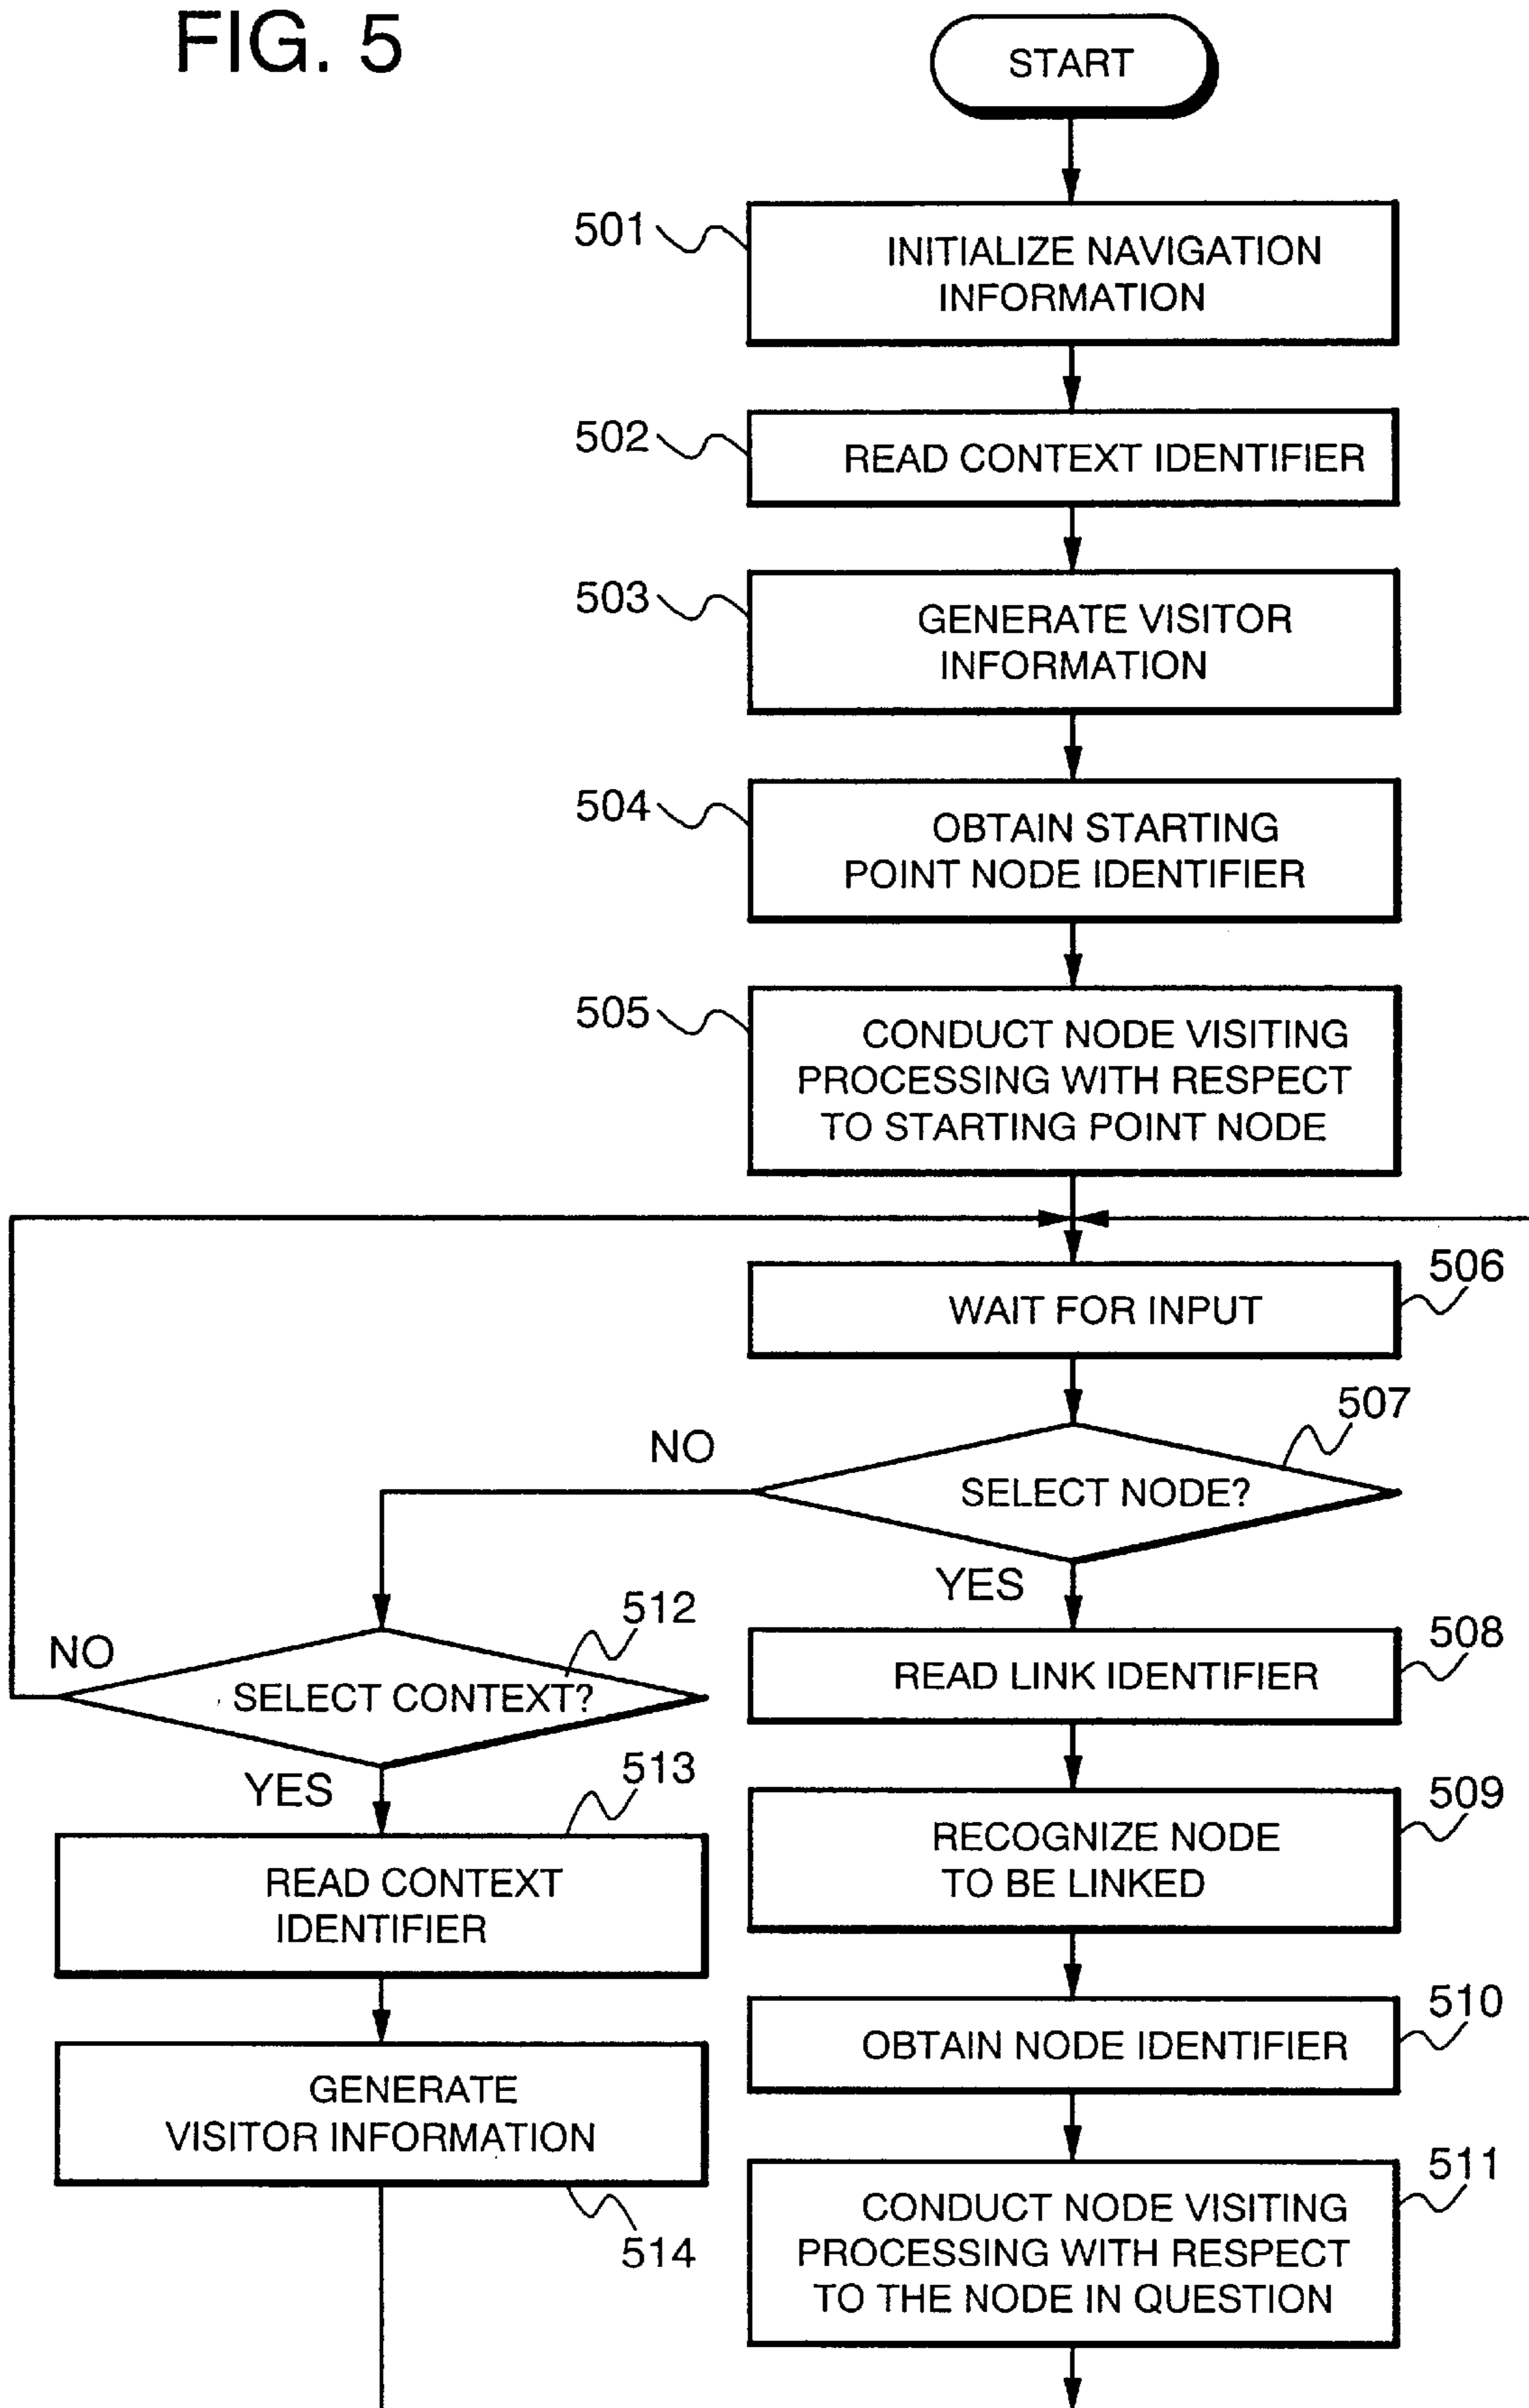 FIG. 5
START
501
INITIALIZE NAVIGATION
INFORMATION
502
READ CONTEXT IDENTIFIER
503
GENERATE VISITOR
INFORMATION
504
OBTAIN STARTING
POINT NODE IDENTIFIER
505
CONDUCT NODE VISITING
PROCESSING WITH RESPECT
TO STARTING POINT NODE
506
WAIT FOR INPUT
507
NO
SELECT NODE?
YES
512
NO
SELECT CONTEXT?
YES
508
READ LINK IDENTIFIER
513
READ CONTEXT
IDENTIFIER
509
RECOGNIZE NODE
TO BE LINKED
510
OBTAIN NODE IDENTIFIER
GENERATE
VISITOR INFORMATION
514
511
CONDUCT NODE VISITING
PROCESSING WITH RESPECT
TO THE NODE IN QUESTION